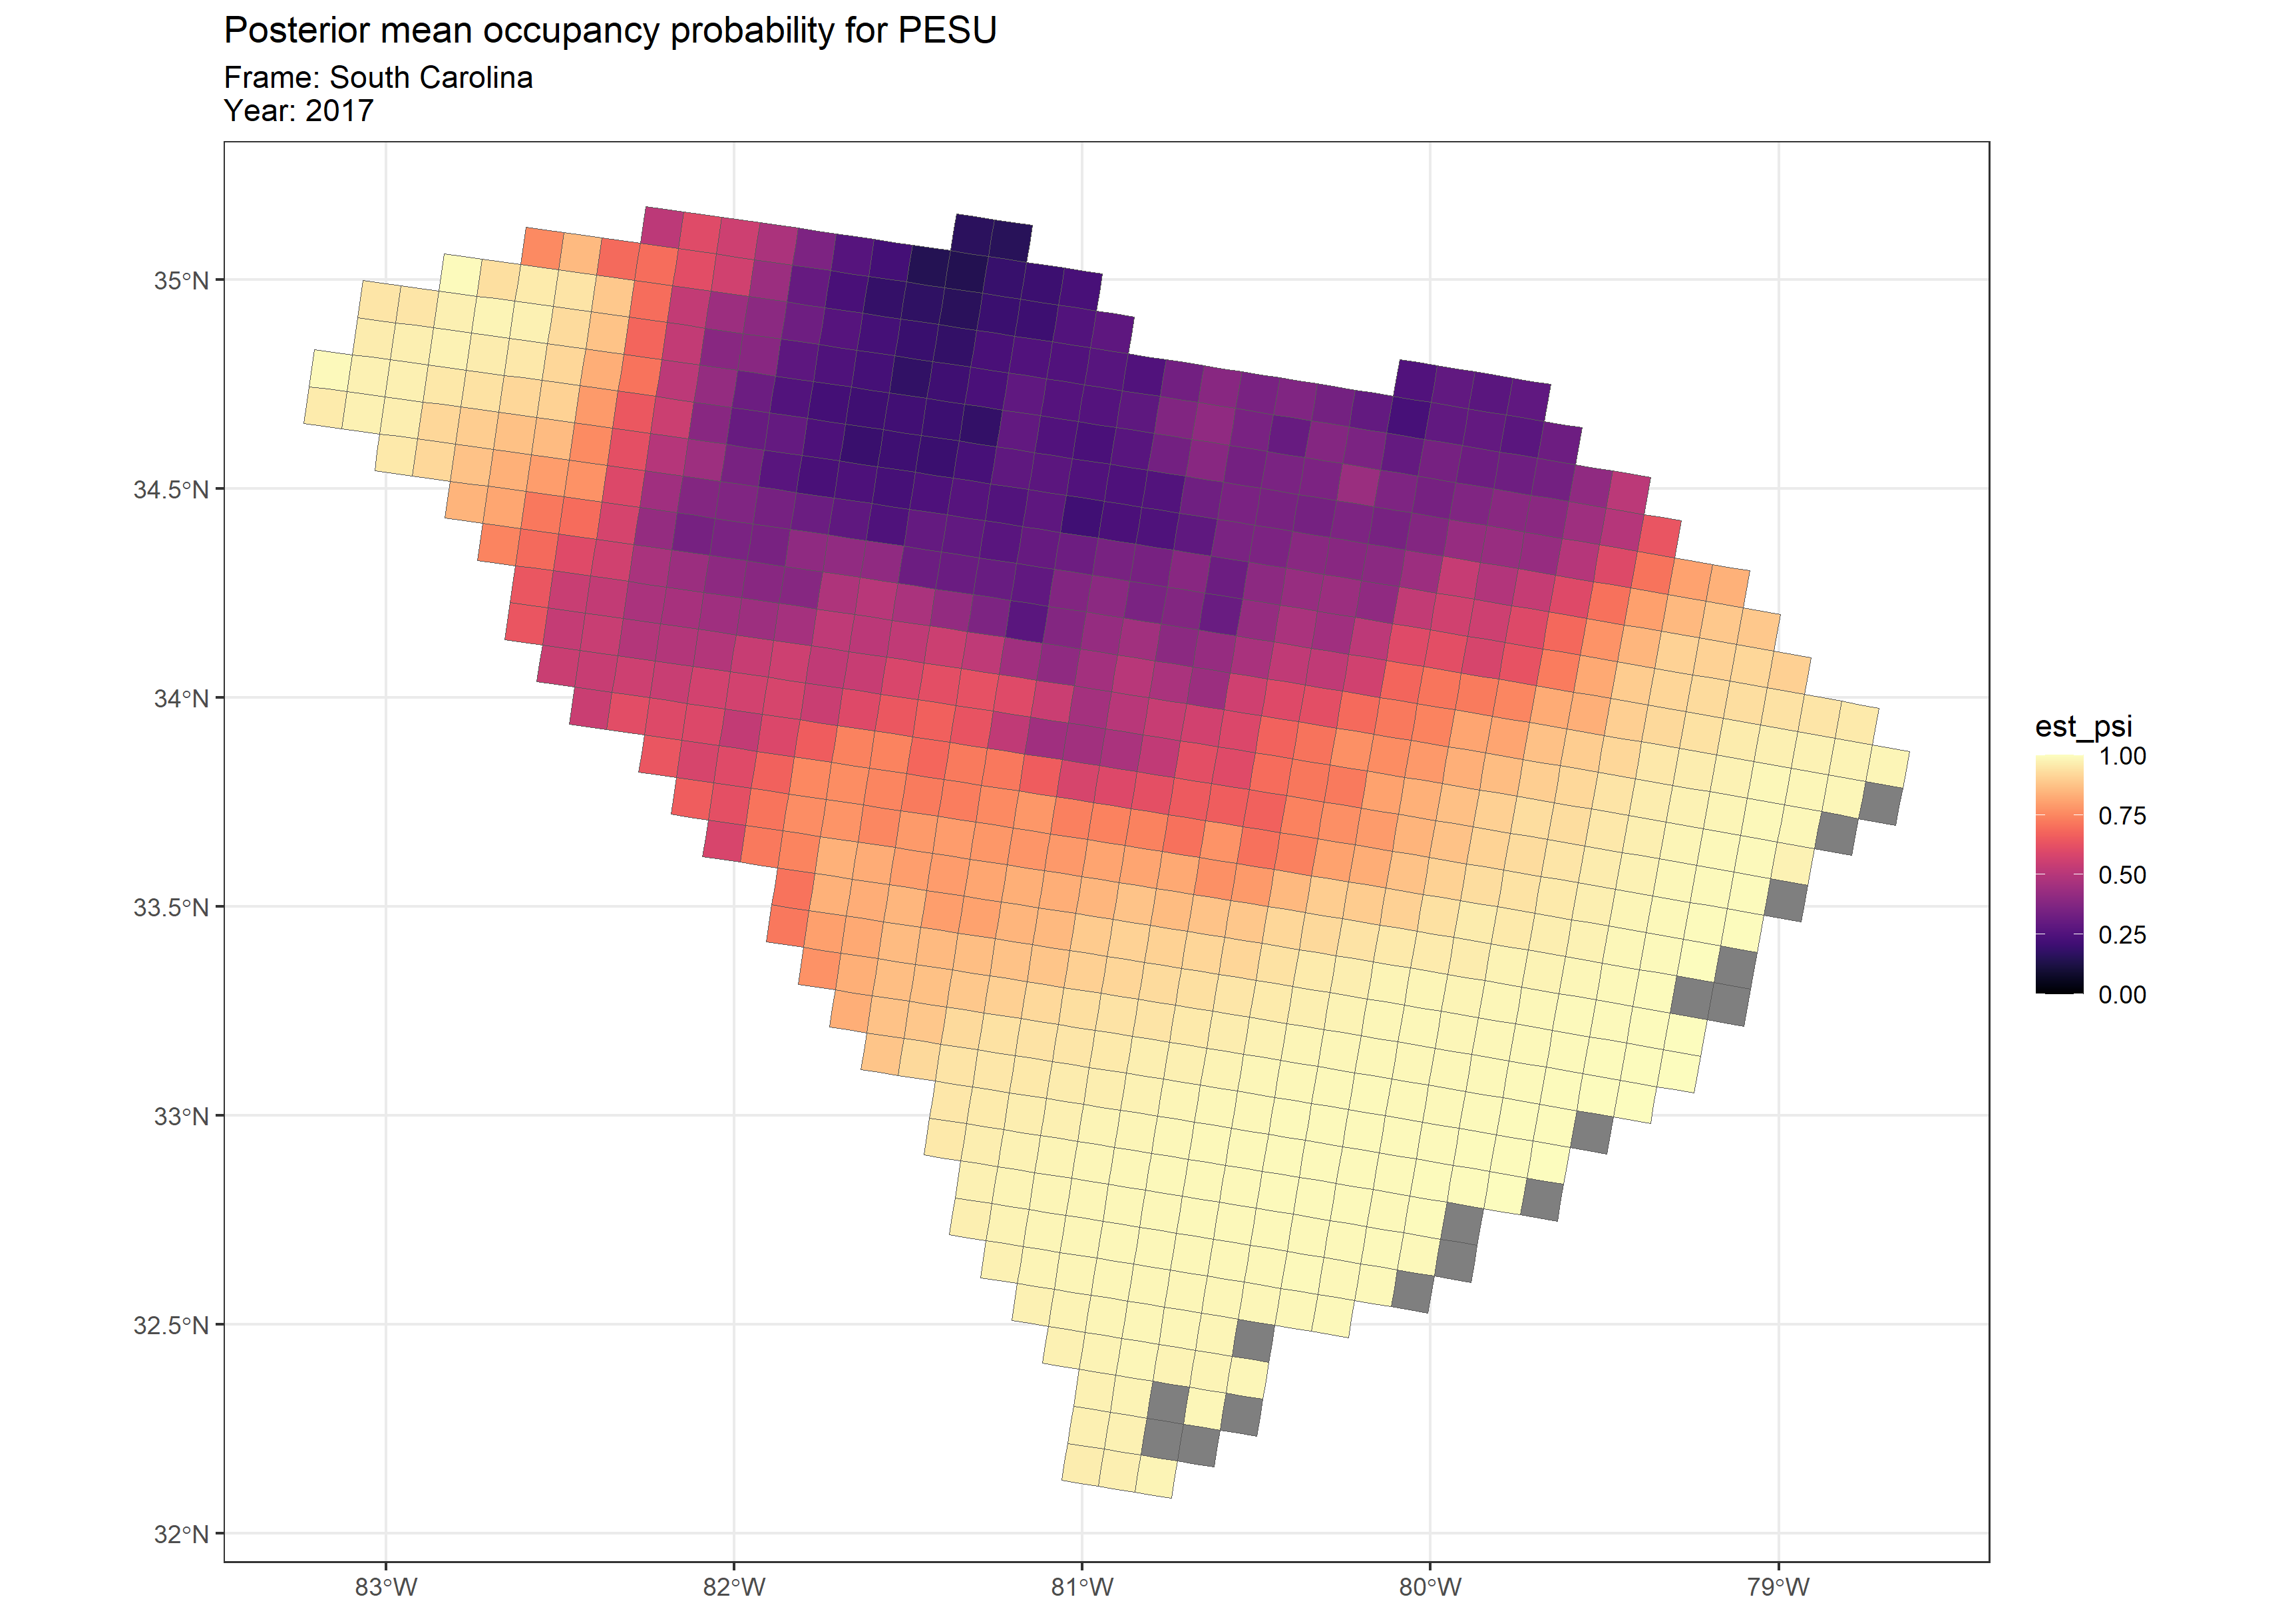 Posterior mean occupancy probability for PESU
Frame: South Carolina
Year: 2017
35°N
34.5°N
34°N
33.5°N
33°N
32.5°N
32°N
83°W
82°W
81°W
80°W
79°W
est_psi
1.00
0.75
0.50
0.25
0.00